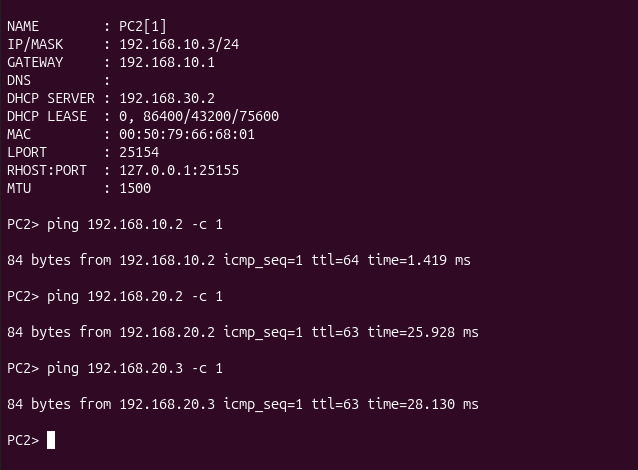 NAME        : PC2[1]
IP/MASK     : 192.168.10.3/24
GATEWAY     : 192.168.10.1
DNS         :
DHCP SERVER : 192.168.30.2
DHCP LEASE  : 0, 86400/43200/75600
MAC         : 00:50:79:66:68:01
LPORT       : 25154
RHOST:PORT  : 127.0.0.1:25155
MTU         : 1500
PC2> ping 192.168.10.2 -c 1
84 bytes from 192.168.10.2 icmp_seq=1 ttl=64 time=1.419 ms
PC2> ping 192.168.20.2 -c 1
84 bytes from 192.168.20.2 icmp_seq=1 ttl=63 time=25.928 ms
PC2> ping 192.168.20.3 -c 1
84 bytes from 192.168.20.3 icmp_seq=1 ttl=63 time=28.130 ms
PC2>